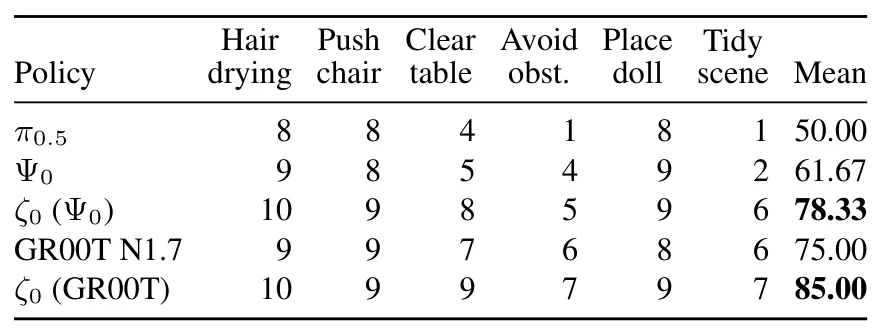 Policy Hair drying Push chair Clear table Avoid obst. Place doll Tidy scene Mean
π0.5 8 8 4 1 8 1 50.00
Ψ0 9 8 5 4 9 2 61.67
ζ0 (Ψ0) 10 9 8 5 9 6 78.33
GR00T N1.7 9 9 7 6 8 6 75.00
ζ0 (GR00T) 10 9 9 7 9 7 85.00